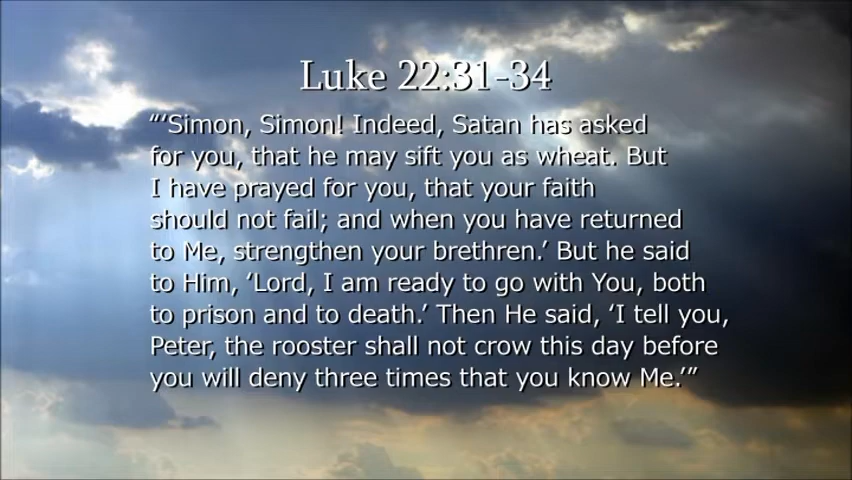 Luke 22:31-34
“‘Simon, Simon! Indeed, Satan has asked
for you, that he may sift you as wheat. But
I have prayed for you, that your faith
should not fail; and when you have returned
to Me, strengthen your brethren.’ But he said
to Him, ‘Lord, I am ready to go with You, both
to prison and to death.’ Then He said, ‘I tell you,
Peter, the rooster shall not crow this day before
you will deny three times that you know Me.’”